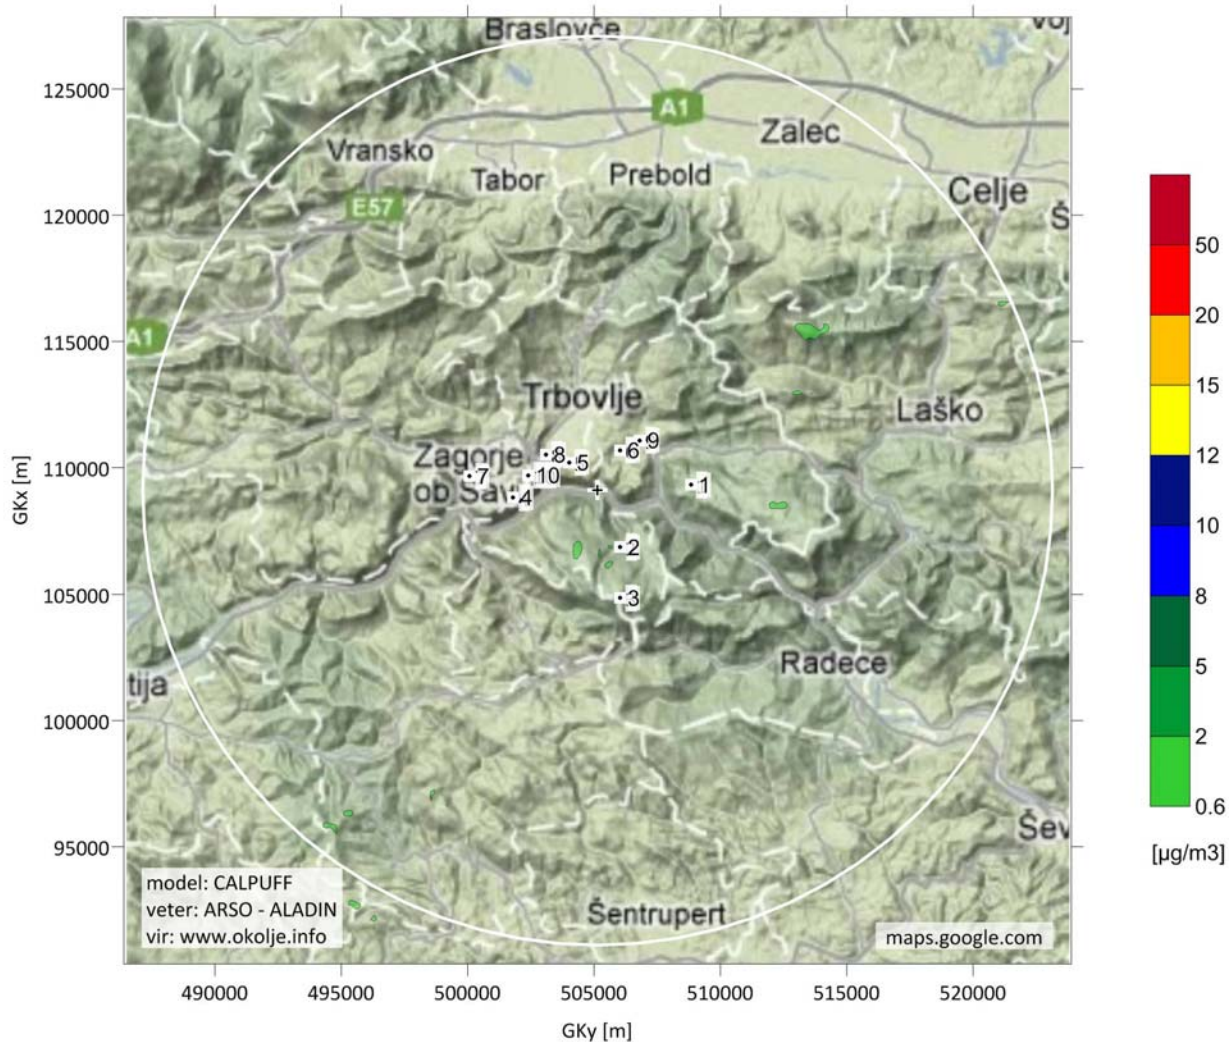 Braslovče
Voj
125000
A1
Zalec
Vransko
Tabor
Prebold
Celje
E57
120000
Š
50
20
A1
115000
15
Trbovlje
Laško
12
9
8
6
Zagorje
5
110000
7
10
1
ob Sav
4
10
GKx [m]
2
8
3
105000
Radece
5
tija
100000
2
Šev
0.6
95000
[µg/m3]
model: CALPUFF
veter: ARSO - ALADIN
vir: www.okolje.info
Šentrupert
maps.google.com
490000 495000 500000 505000 510000 515000 520000
GKy [m]